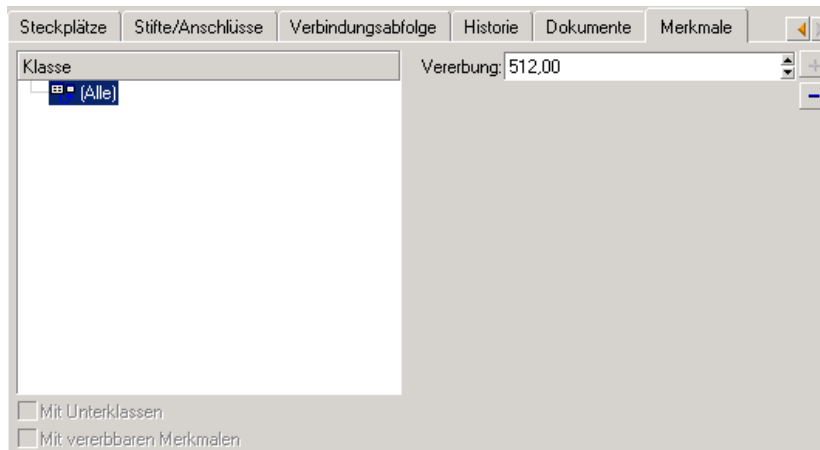 Steckplätze Stifte/Anschlüsse Verbindungsabfolge Historie Dokumente Merkmale
Klasse
(Alle)
Vererbung: 512,00
Mit Unterklassen
Mit vererbbaren Merkmalen